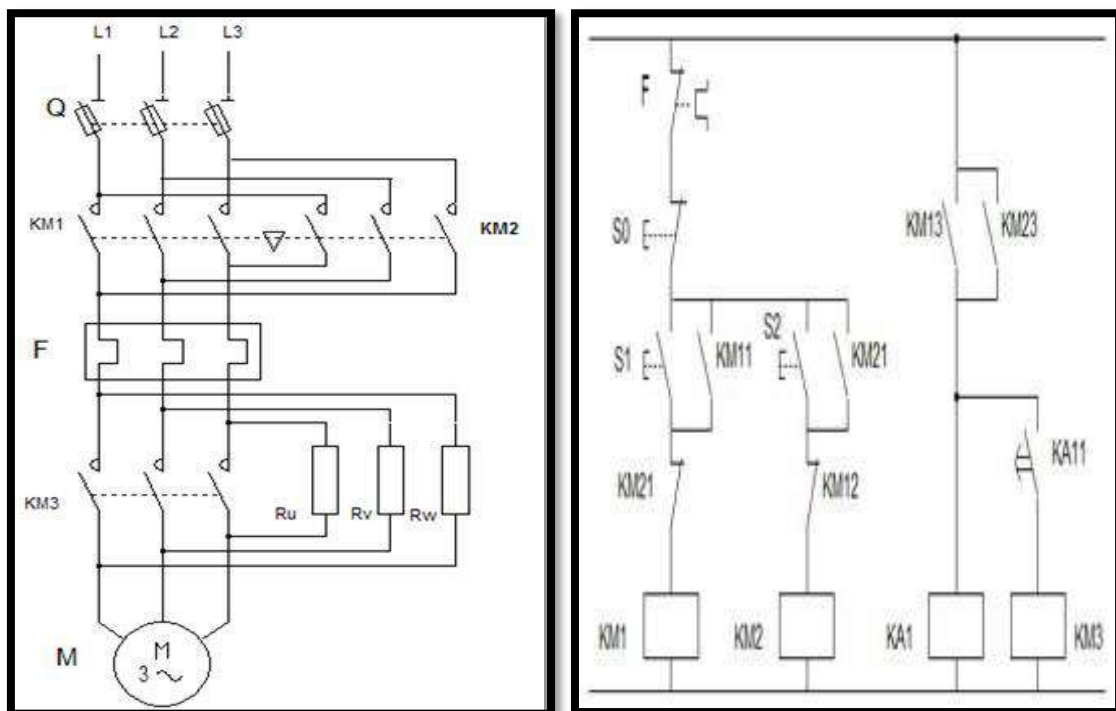 L1 L2 L3
Q
KM1
KM2
F
KM3
Ru Rv Rw
M
M
3
F
S0
KM13 KM23
S1 KM11 S2 KM21
KA11
KM21 KM12
KM1 KM2 KA1 KM3